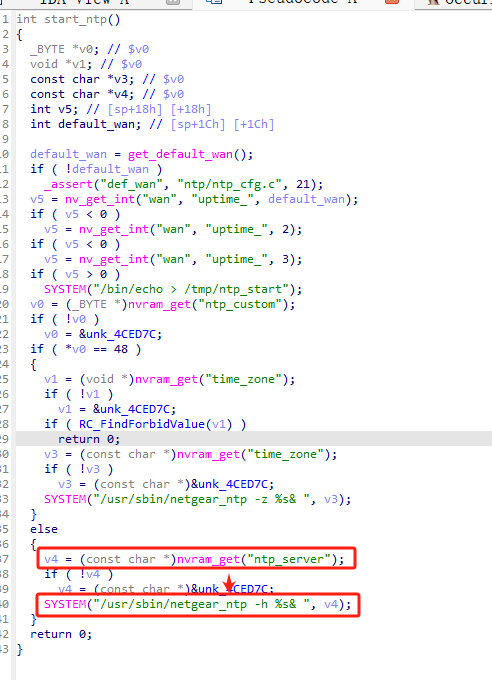 1 int start_ntp()
2 {
3 _BYTE *v0; // $v0
4 void *v1; // $v0
5 const char *v3; // $v0
6 const char *v4; // $v0
7 int v5; // [sp+18h] [+18h]
8 int default_wan; // [sp+1Ch] [+1Ch]
9
10 default_wan = get_default_wan();
11 if ( !default_wan )
12 _assert("def_wan", "ntp/ntp_cfg.c", 21);
13 v5 = nv_get_int("wan", "uptime_", default_wan);
14 if ( v5 < 0 )
15 v5 = nv_get_int("wan", "uptime_", 2);
16 if ( v5 < 0 )
17 v5 = nv_get_int("wan", "uptime_", 3);
18 if ( v5 > 0 )
19 SYSTEM("/bin/echo > /tmp/ntp_start");
20 v0 = (_BYTE *)nvram_get("ntp_custom");
21 if ( !v0 )
22 v0 = &unk_4CED7C;
23 if ( *v0 == 48 )
24 {
25 v1 = (void *)nvram_get("time_zone");
26 if ( !v1 )
27 v1 = &unk_4CED7C;
28 if ( RC_FindForbidValue(v1) )
29 return 0;
30 v3 = (const char *)nvram_get("time_zone");
31 if ( !v3 )
32 v3 = (const char *)&unk_4CED7C;
33 SYSTEM("/usr/sbin/netgear_ntp -z %s& ", v3);
34 }
35 else
36 {
37 v4 = (const char *)nvram_get("ntp_server");
38 if ( !v4 )
39 v4 = (const char *)&unk_4CED7C;
40 SYSTEM("/usr/sbin/netgear_ntp -h %s& ", v4);
41 }
42 return 0;
43 }